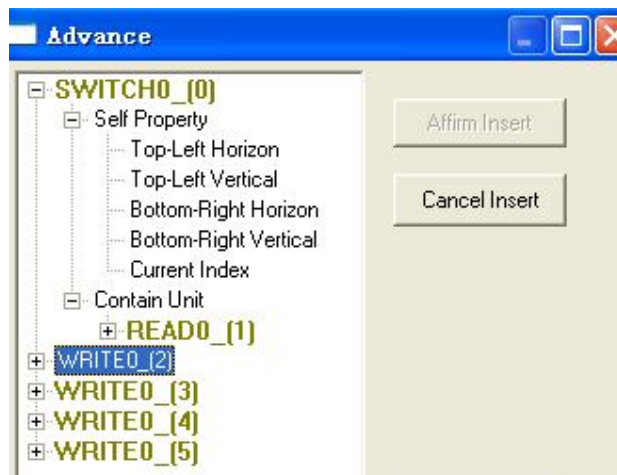 Advance
SWITCH0_(0)
Self Property
Top-Left Horizon
Top-Left Vertical
Bottom-Right Horizon
Bottom-Right Vertical
Current Index
Contain Unit
READ0_(1)
WRITE0_(2)
WRITE0_(3)
WRITE0_(4)
WRITE0_(5)
Affirm Insert
Cancel Insert